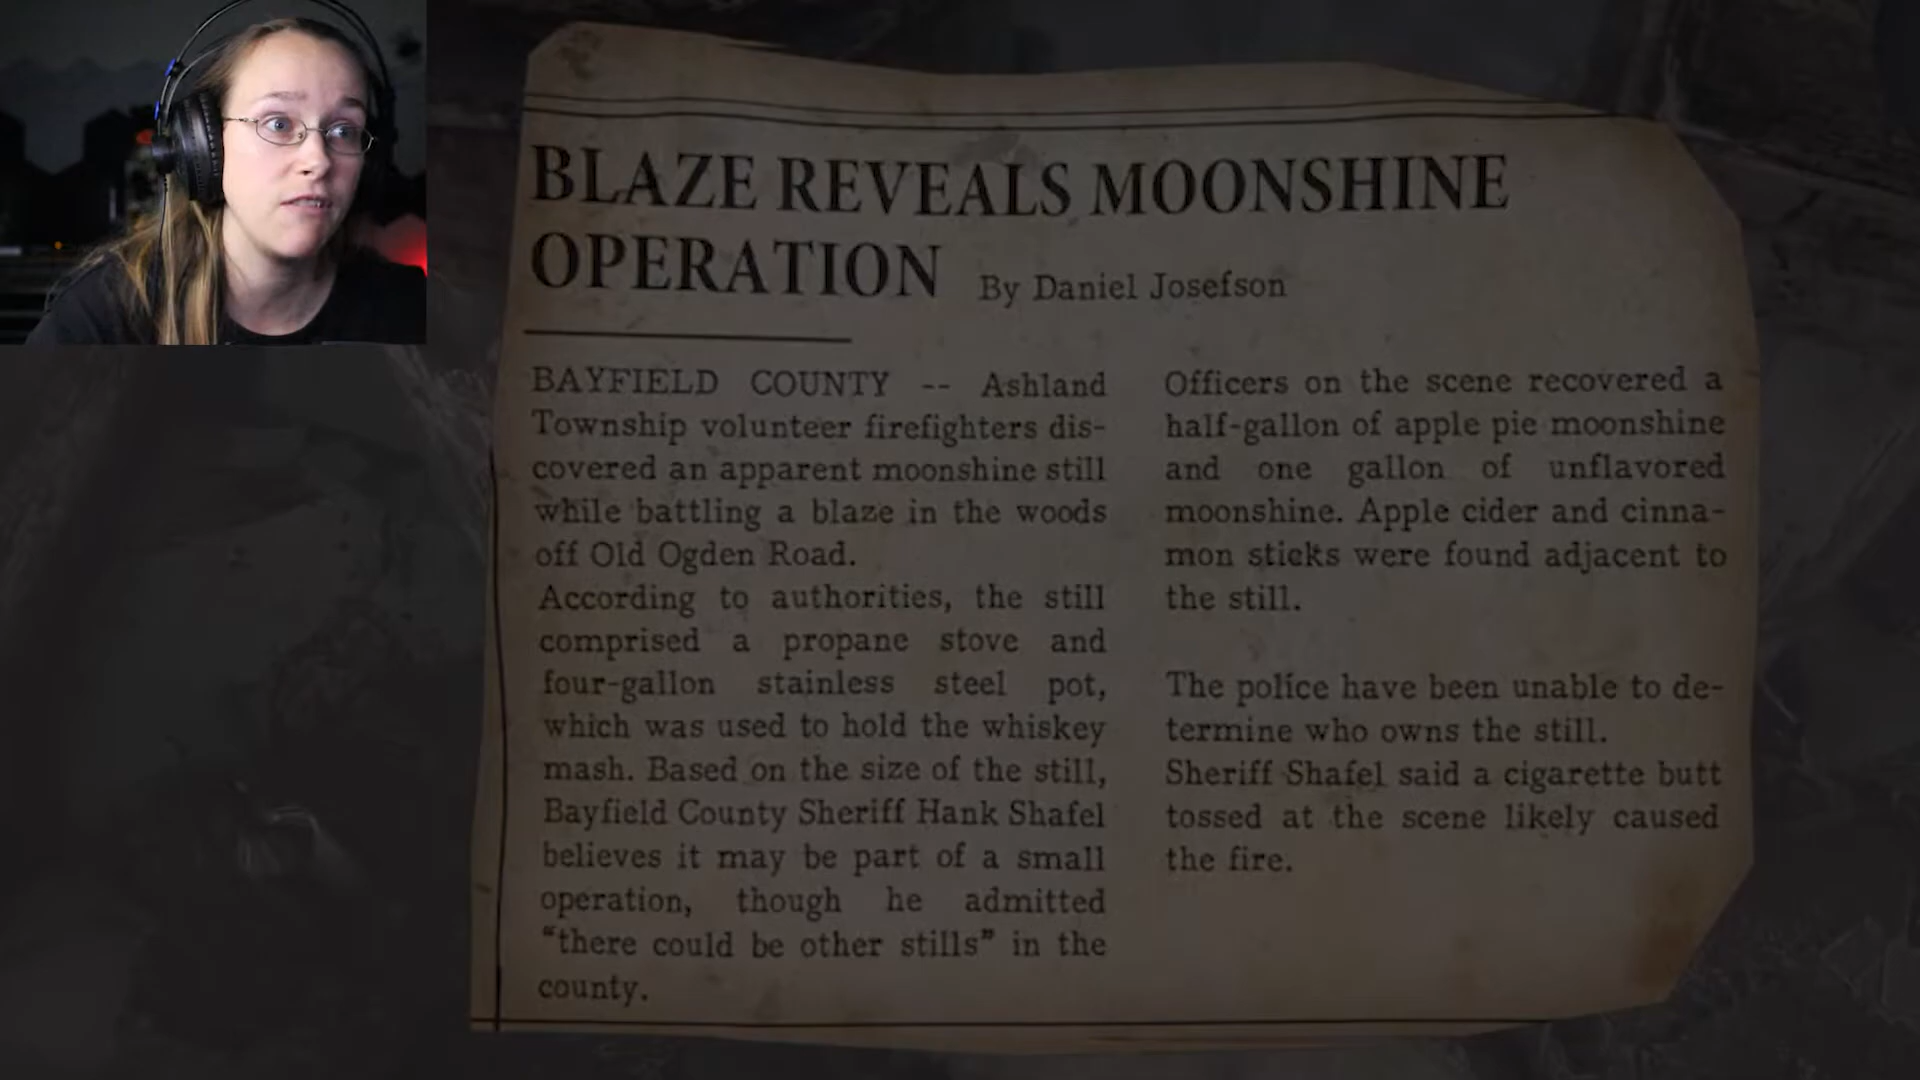 BLAZE REVEALS MOONSHINE
OPERATION By Daniel Josefson
BAYFIELD COUNTY -- Ashland
Township volunteer firefighters dis-
covered an apparent moonshine still
while battling a blaze in the woods
off Old Ogden Road.
According to authorities, the still
comprised a propane stove and
four-gallon stainless steel pot,
which was used to hold the whiskey
mash. Based on the size of the still,
Bayfield County Sheriff Hank Shafel
believes it may be part of a small
operation, though he admitted
“there could be other stills” in the
county.
Officers on the scene recovered a
half-gallon of apple pie moonshine
and one gallon of unflavored
moonshine. Apple cider and cinna-
mon sticks were found adjacent to
the still.
The police have been unable to de-
termine who owns the still.
Sheriff Shafel said a cigarette butt
tossed at the scene likely caused
the fire.